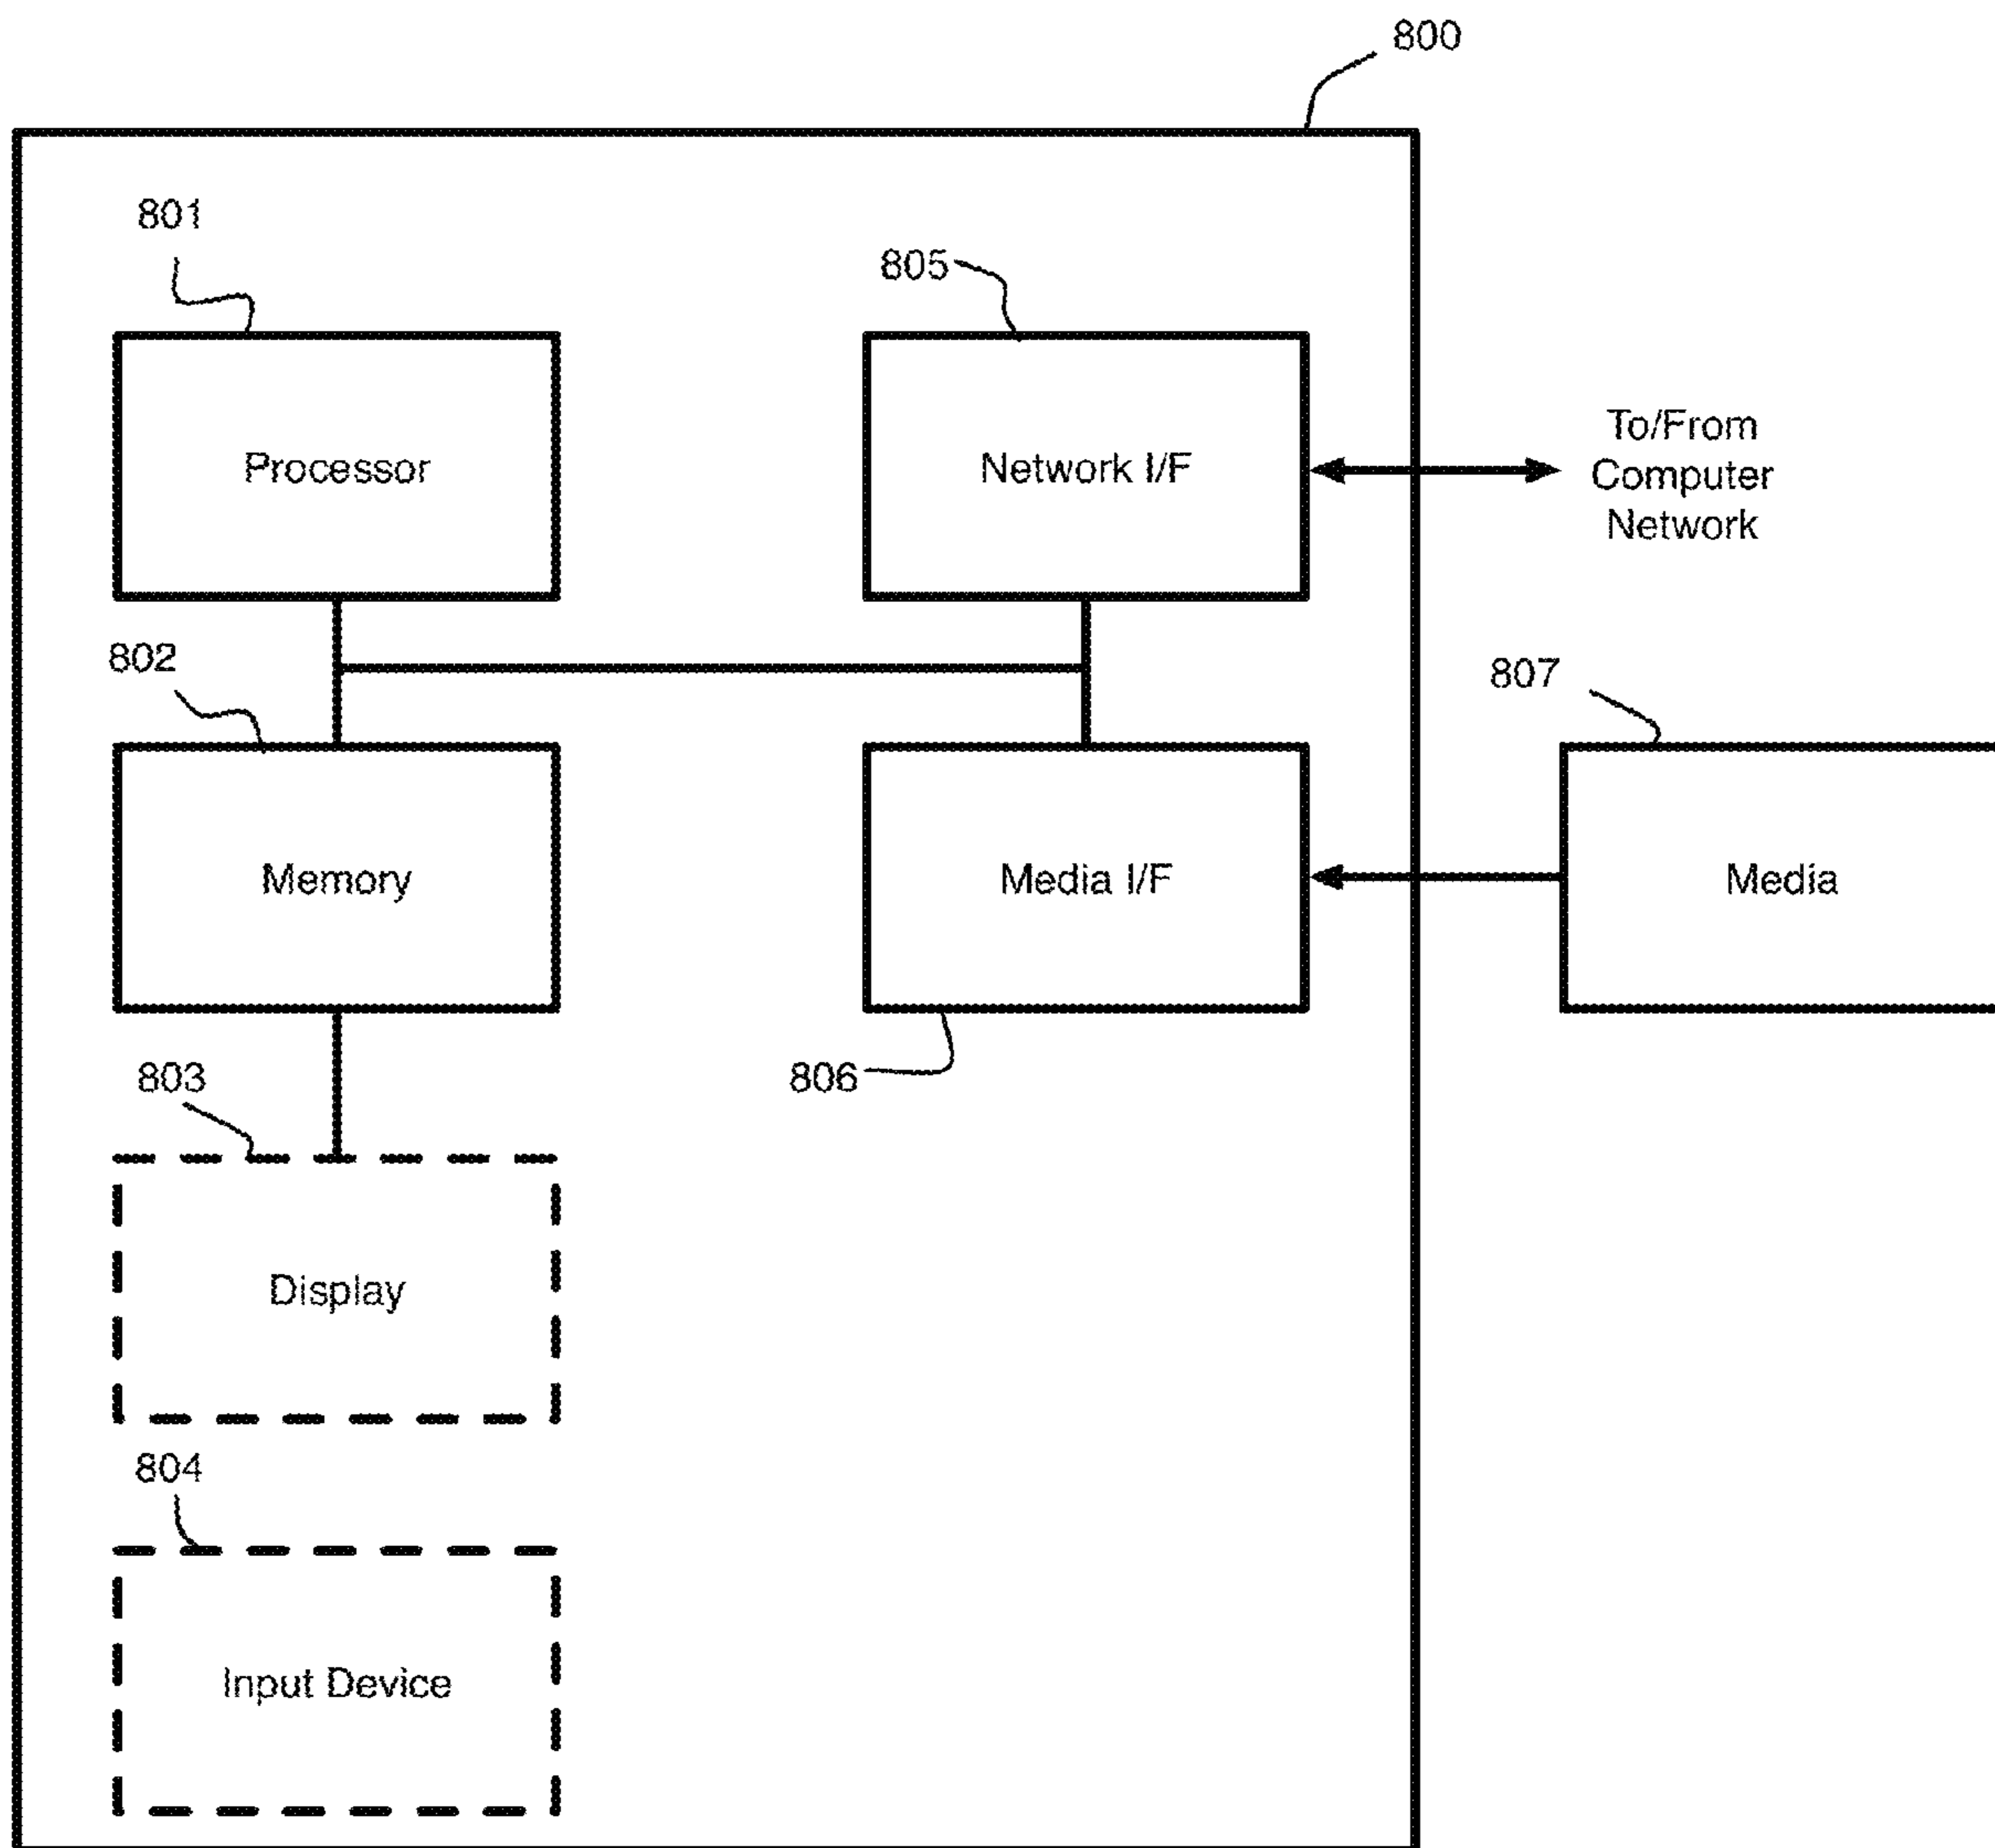 800
801
805
Processor
Network I/F
To/From
Computer
Network
802
807
Memory
Media I/F
Media
803
806
Display
804
Input Device